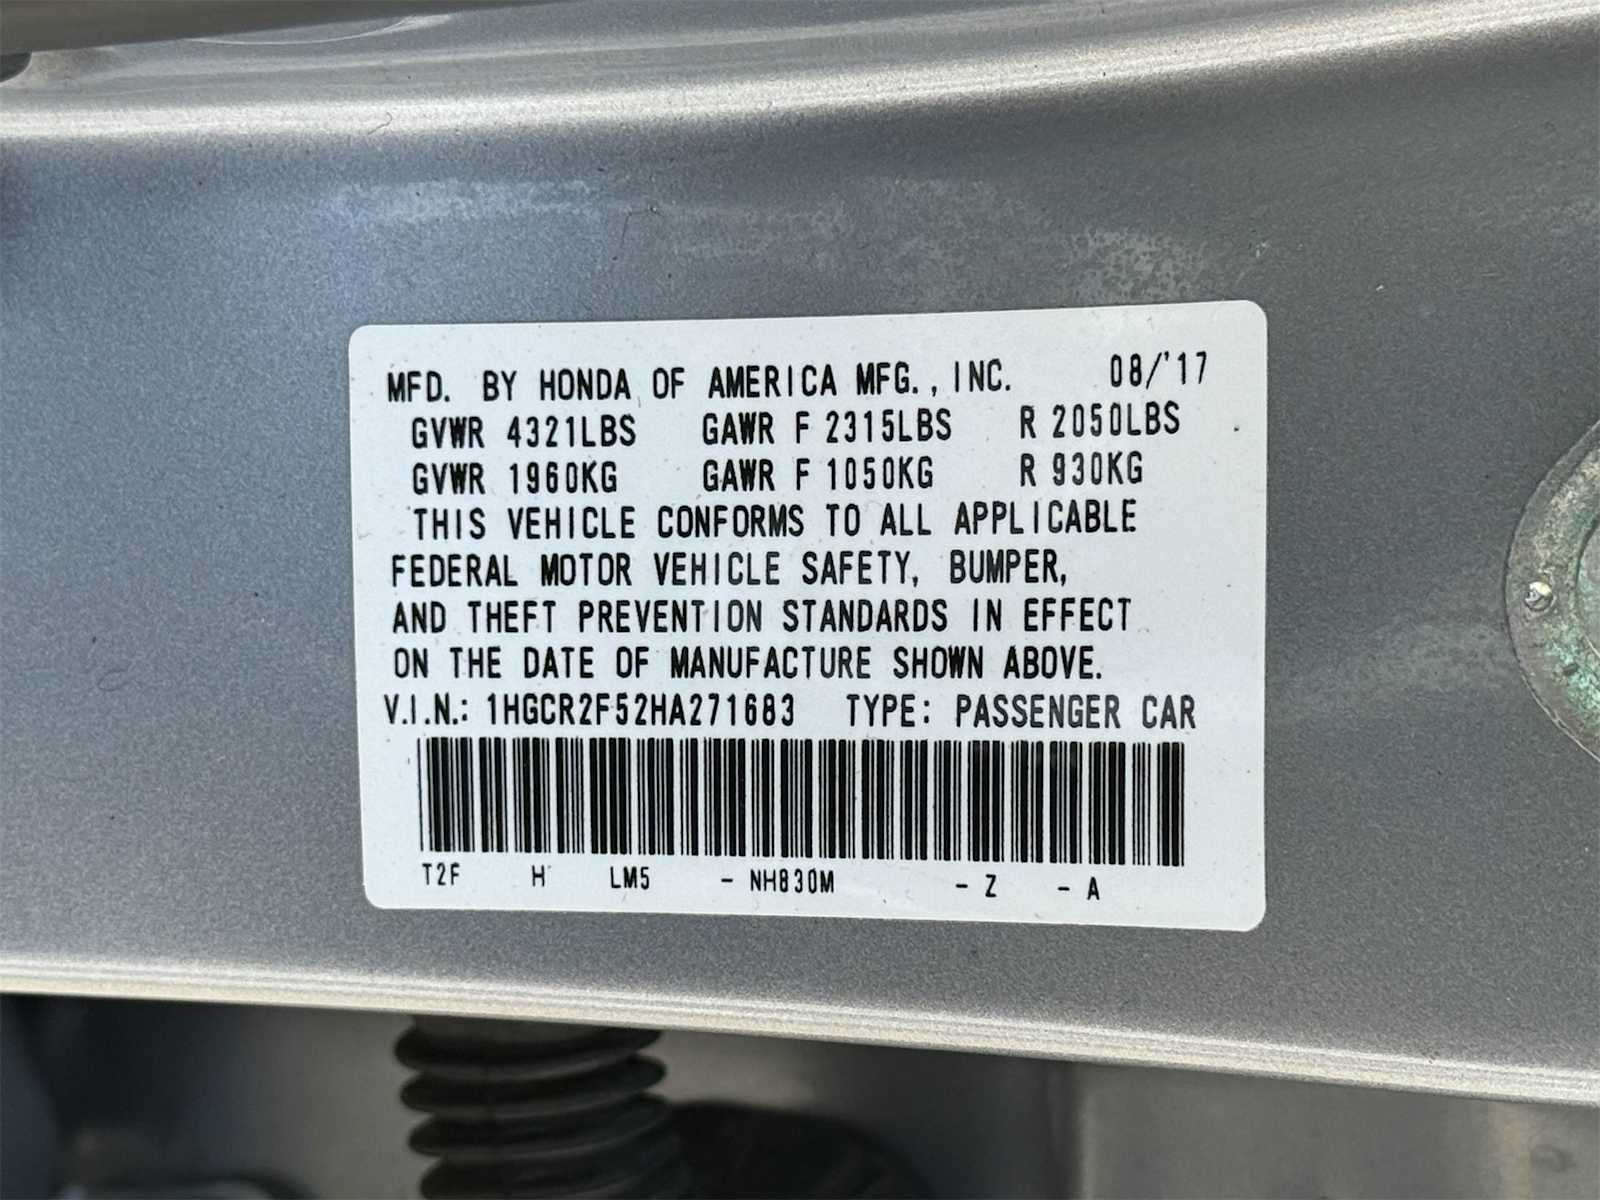 MFD. BY HONDA OF AMERICA MFG., INC. 08/'17
GVWR 4321LBS GAWR F 2315LBS R 2050LBS
GVWR 1960KG GAWR F 1050KG R 930KG
THIS VEHICLE CONFORMS TO ALL APPLICABLE
FEDERAL MOTOR VEHICLE SAFETY, BUMPER,
AND THEFT PREVENTION STANDARDS IN EFFECT
ON THE DATE OF MANUFACTURE SHOWN ABOVE.
V.I.N.: 1HGCR2F52HA271683 TYPE: PASSENGER CAR
T2F H LM5 - NH830M - Z - A